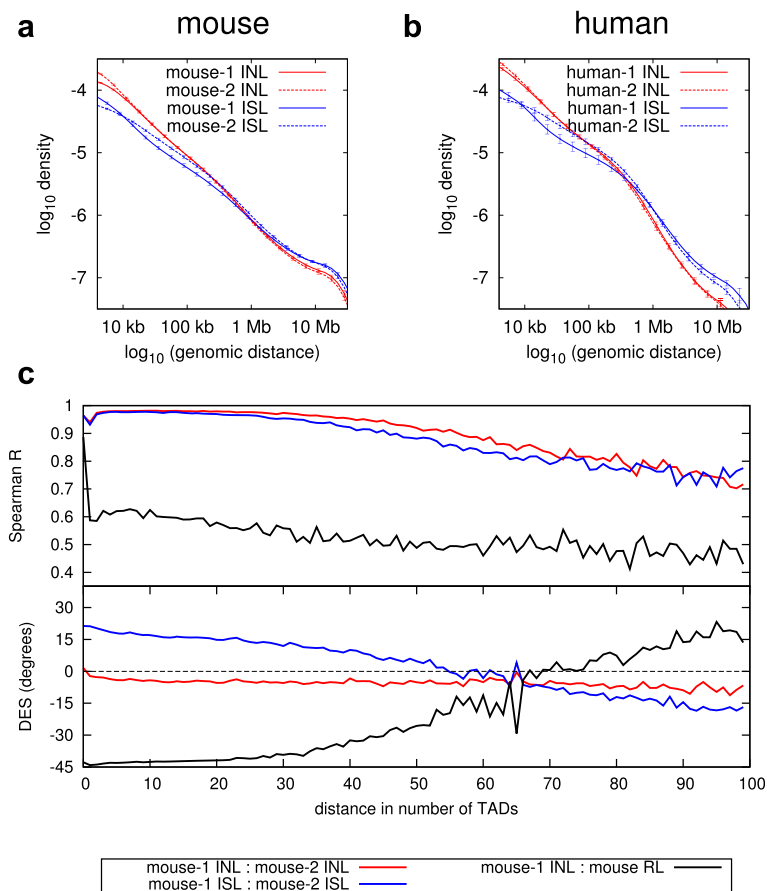 a mouse
b human
mouse-1 INL
mouse-2 INL
mouse-1 ISL
mouse-2 ISL
-4
-5
-6
-7
log10 density
10 kb 100 kb 1 Mb 10 Mb
log10 (genomic distance)
human-1 INL
human-2 INL
human-1 ISL
human-2 ISL
-4
-5
-6
-7
log10 density
10 kb 100 kb 1 Mb 10 Mb
log10 (genomic distance)
c
1
0.9
0.8
0.7
0.6
0.5
0.4
Spearman R
30
15
0
-15
-30
-45
DES (degrees)
0 10 20 30 40 50 60 70 80 90 100
distance in number of TADs
mouse-1 INL : mouse-2 INL
mouse-1 ISL : mouse-2 ISL
mouse-1 INL : mouse RL